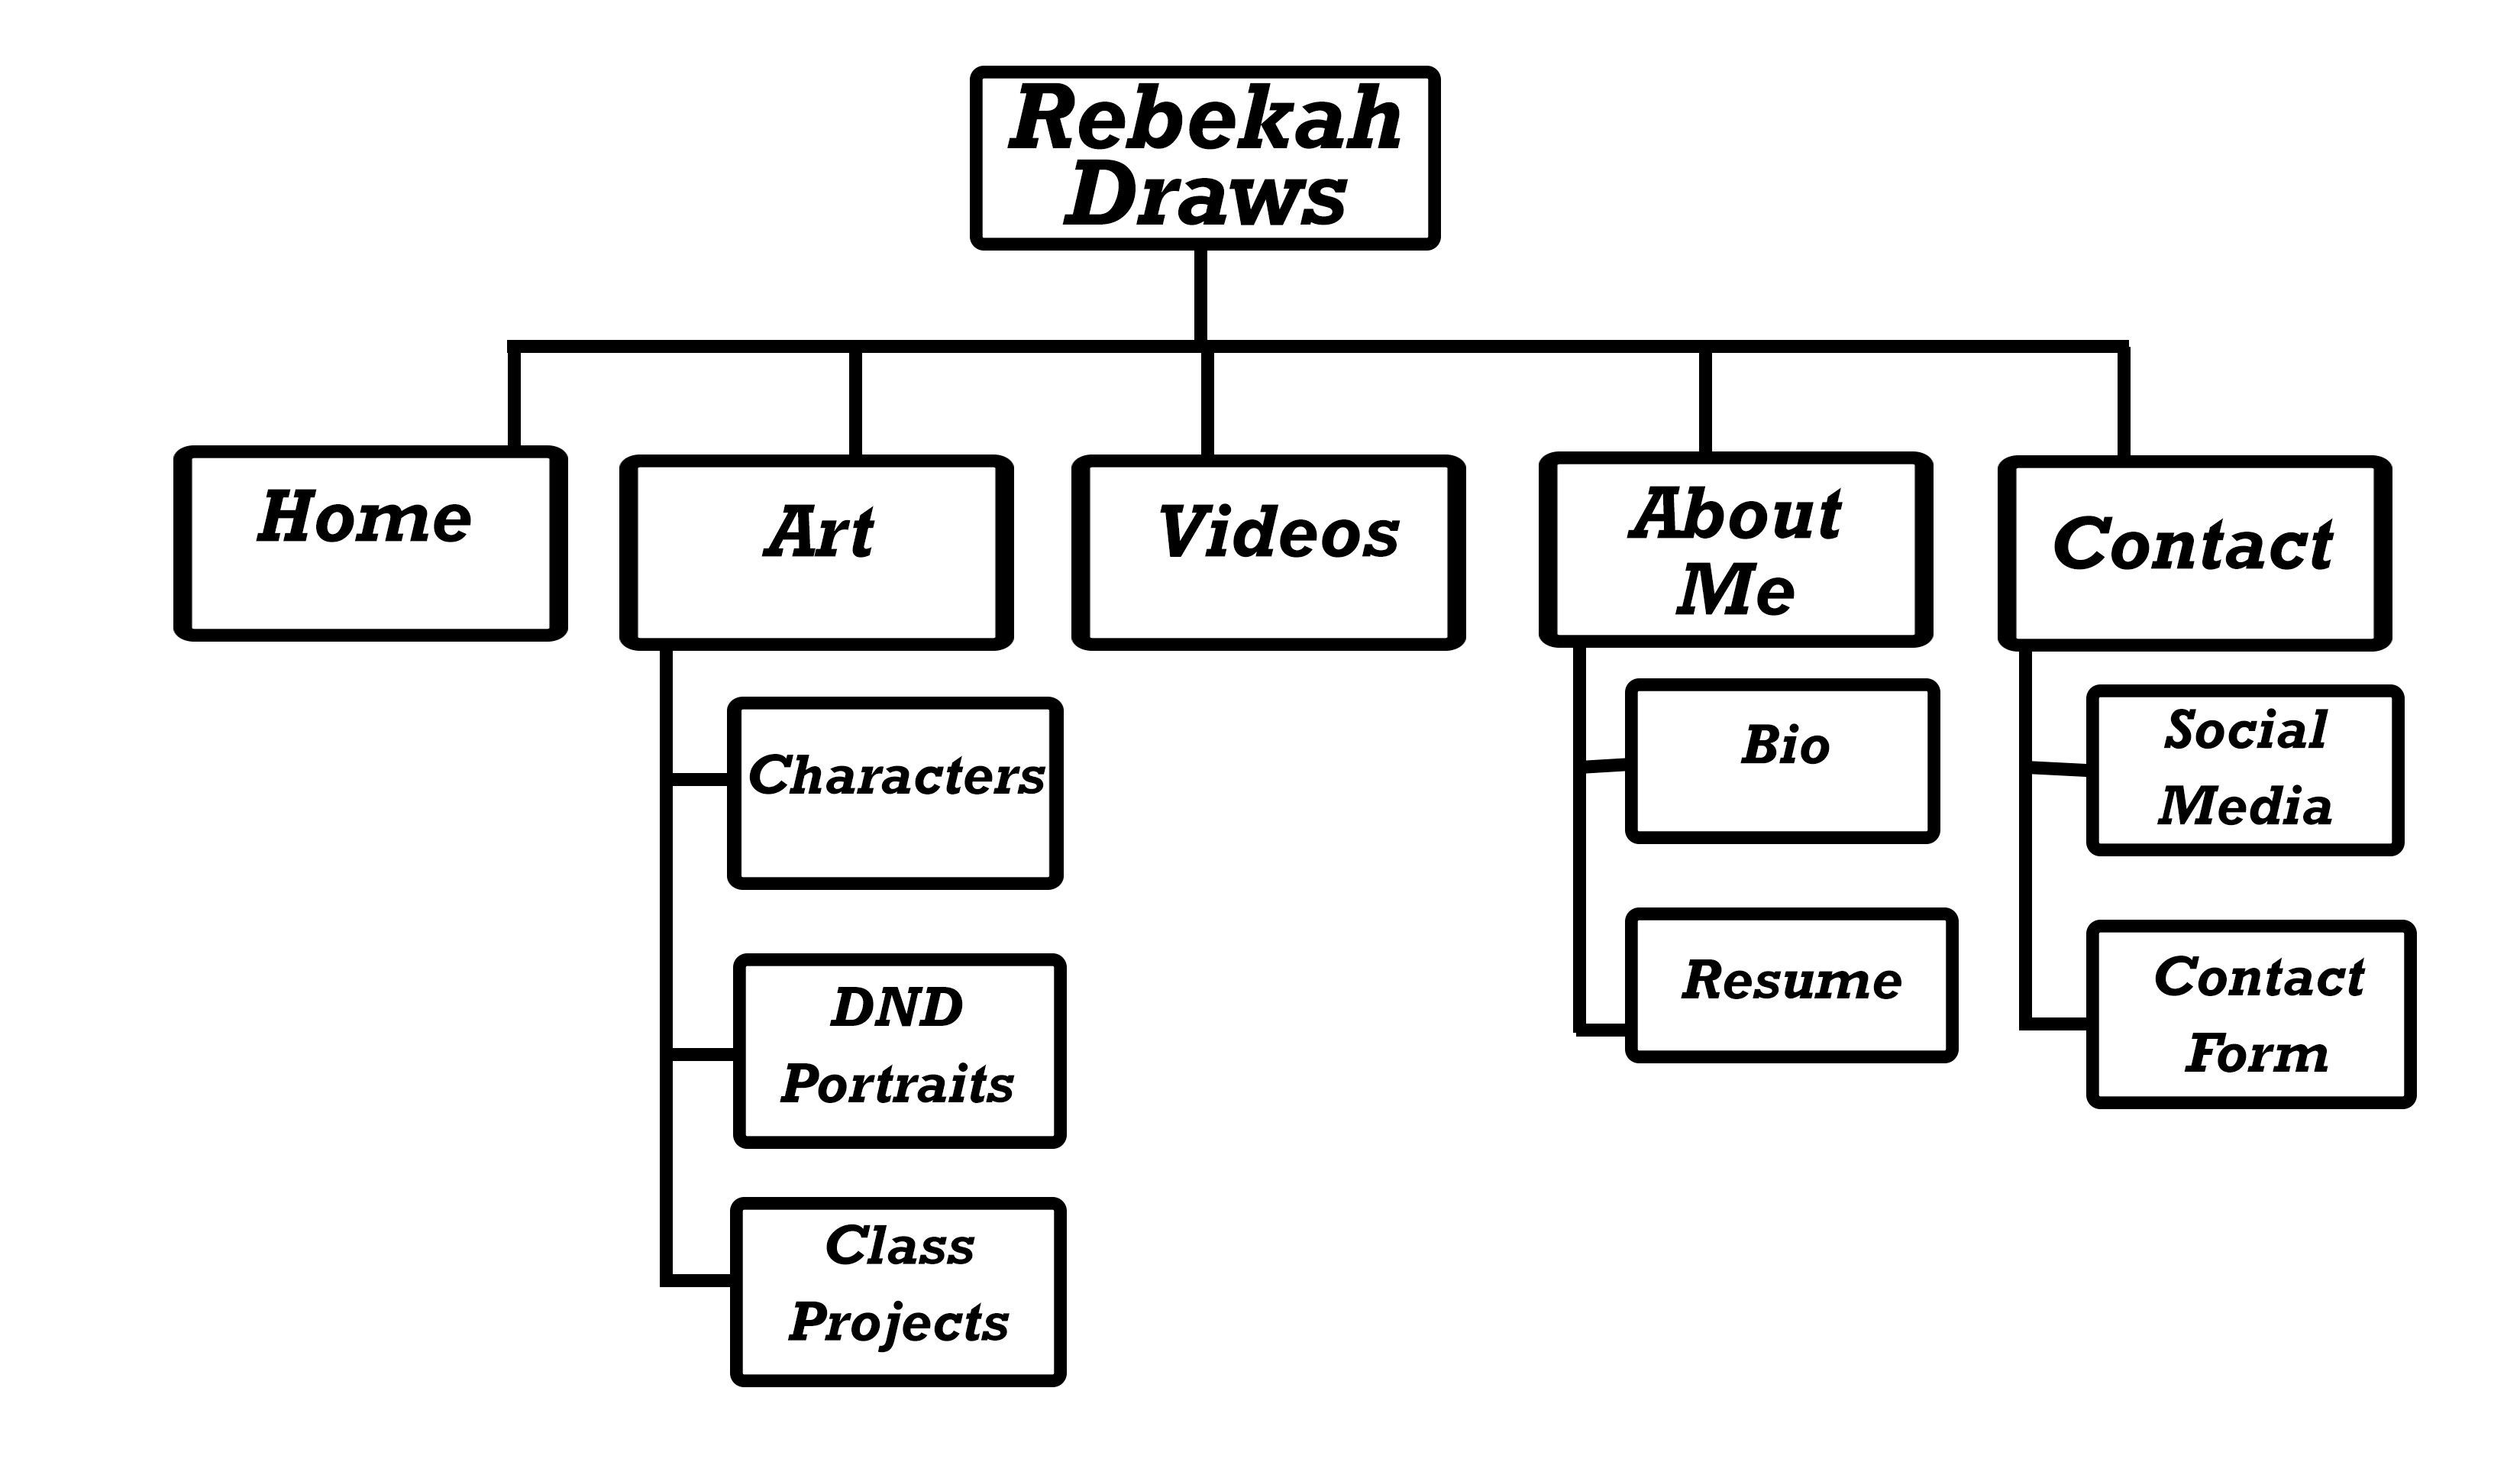 Rebekah
Draws
Home
Art
Videos
About
Me
Contact
Characters
DND
Portraits
Class
Projects
Bio
Resume
Social
Media
Contact
Form